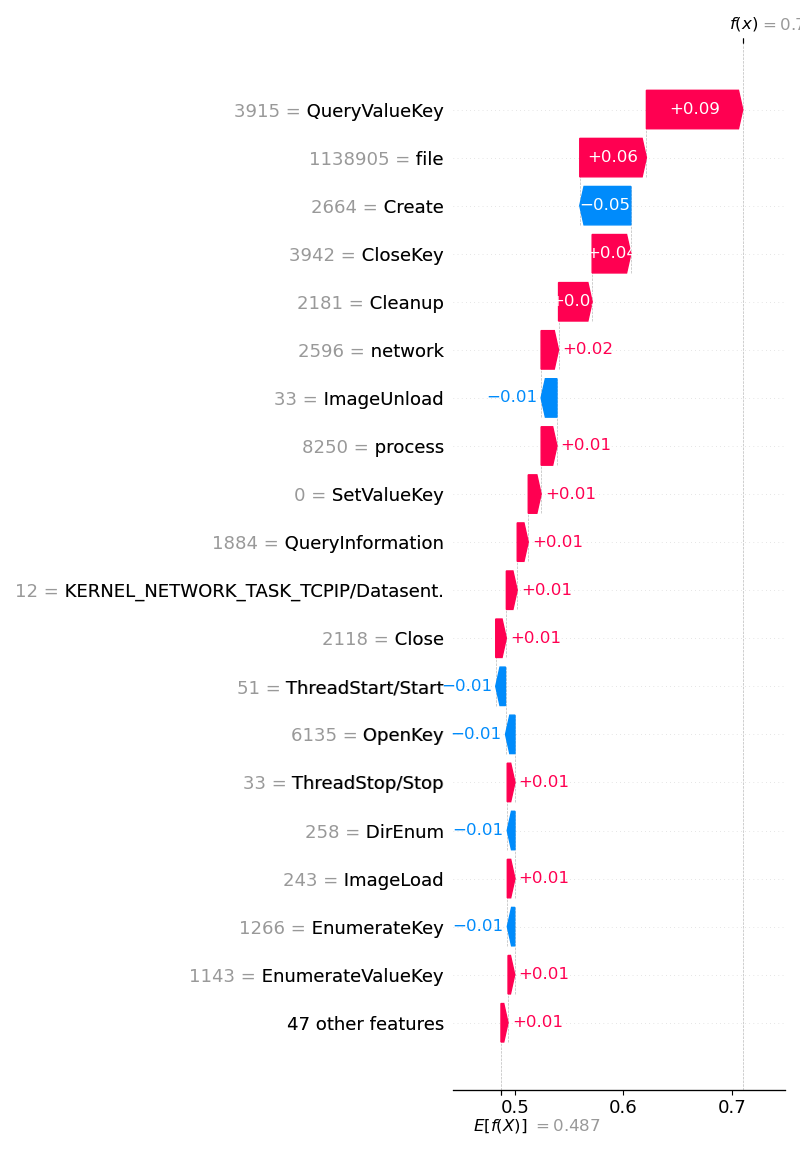 f(x) = 0.7
3915 = QueryValueKey +0.09
1138905 = file +0.06
2664 = Create −0.05
3942 = CloseKey +0.04
2181 = Cleanup +0.0
2596 = network +0.02
33 = ImageUnload −0.01
8250 = process +0.01
0 = SetValueKey +0.01
1884 = QueryInformation +0.01
12 = KERNEL_NETWORK_TASK_TCPIP/Datasent. +0.01
2118 = Close +0.01
51 = ThreadStart/Start −0.01
6135 = OpenKey −0.01
33 = ThreadStop/Stop +0.01
258 = DirEnum −0.01
243 = ImageLoad +0.01
1266 = EnumerateKey −0.01
1143 = EnumerateValueKey +0.01
47 other features +0.01
0.5 0.6 0.7
E[f(X)] = 0.487